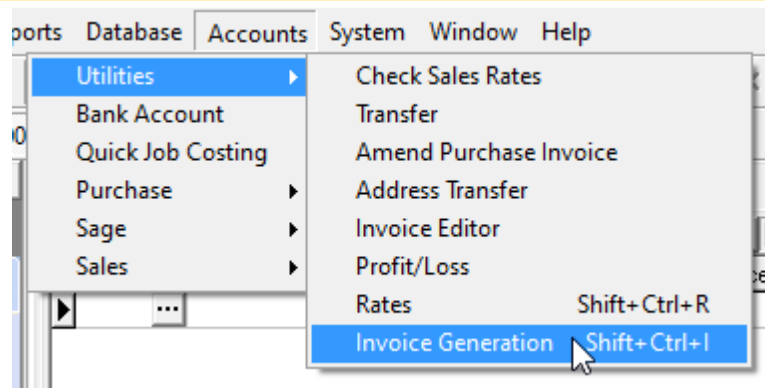 ports Database Accounts System Window Help
Utilities
Bank Account
Quick Job Costing
Purchase
Sage
Sales
Check Sales Rates
Transfer
Amend Purchase Invoice
Address Transfer
Invoice Editor
Profit/Loss
Rates Shift+Ctrl+R
Invoice Generation Shift+Ctrl+I
...